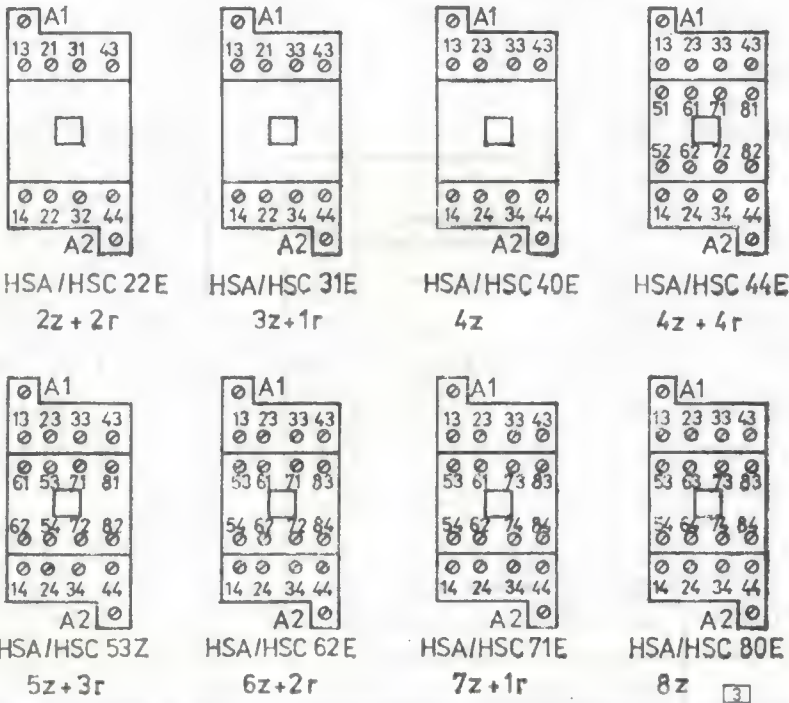 A1 A1 A1 A1
13 21 31 43 13 21 33 43 13 23 33 43 13 23 33 43
51 61 71 81
52 62 72 82
14 22 32 44 14 22 34 44 14 24 34 44 14 24 34 44
A2 A2 A2 A2
HSA/HSC 22E HSA/HSC 31E HSA/HSC 40E HSA/HSC 44E
2z + 2r 3z+1r 4z 4z + 4r
A1 A1 A1 A1
13 23 33 43 13 23 33 43 13 23 33 43 13 23 33 43
61 53 71 81 53 61 71 83 53 61 73 83 53 63 73 83
62 54 72 82 54 62 72 84 54 62 74 84 54 64 74 84
14 24 34 44 14 24 34 44 14 24 34 44 14 24 34 44
A2 A2 A2 A2
HSA/HSC 53Z HSA/HSC 62E HSA/HSC 71E HSA/HSC 80E
5z+3r 6z+2r 7z+1r 8z
3